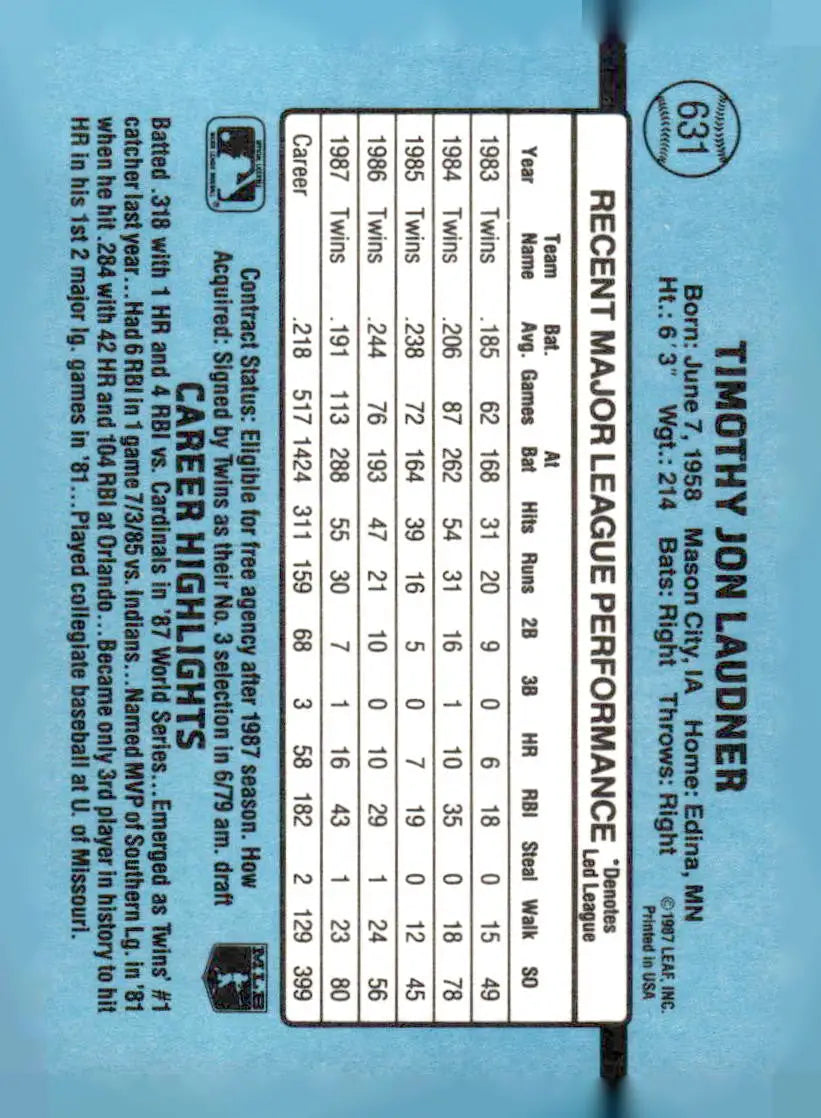 631
TIMOTHY JON LAUDNER
Born: June 7, 1958 Mason City, IA Home: Edina, MN
Ht.: 6´3˝ Wgt.: 214 Bats: Right Throws: Right
©1987 LEAF, INC.
Printed in USA
RECENT MAJOR LEAGUE PERFORMANCE *Denotes Led League
Year Team Name Bat. Avg. Games At Bat Hits Runs 2B 3B HR RBI Steal Walk SO
1983 Twins .185 62 168 31 20 9 0 6 18 0 15 49
1984 Twins .206 87 262 54 31 16 1 10 35 0 18 78
1985 Twins .238 72 164 39 16 5 0 7 19 0 12 45
1986 Twins .244 76 193 47 21 10 0 10 29 1 24 56
1987 Twins .191 113 288 55 30 7 1 16 43 1 23 80
Career .218 517 1424 311 159 68 3 58 182 2 129 399
Contract Status: Eligible for free agency after 1987 season. How
Acquired: Signed by Twins as their No. 3 selection in 6/79 am. draft
MLB
CAREER HIGHLIGHTS
Batted .318 with 1 HR and 4 RBI vs. Cardinals in '87 World Series...Emerged as Twins' #1
catcher last year...Had 6 RBI in 1 game 7/3/85 vs. Indians...Named MVP of Southern Lg. in '81
when he hit .284 with 42 HR and 104 RBI at Orlando...Became only 3rd player in history to hit
HR in his 1st 2 major lg. games in '81...Played collegiate baseball at U. of Missouri.